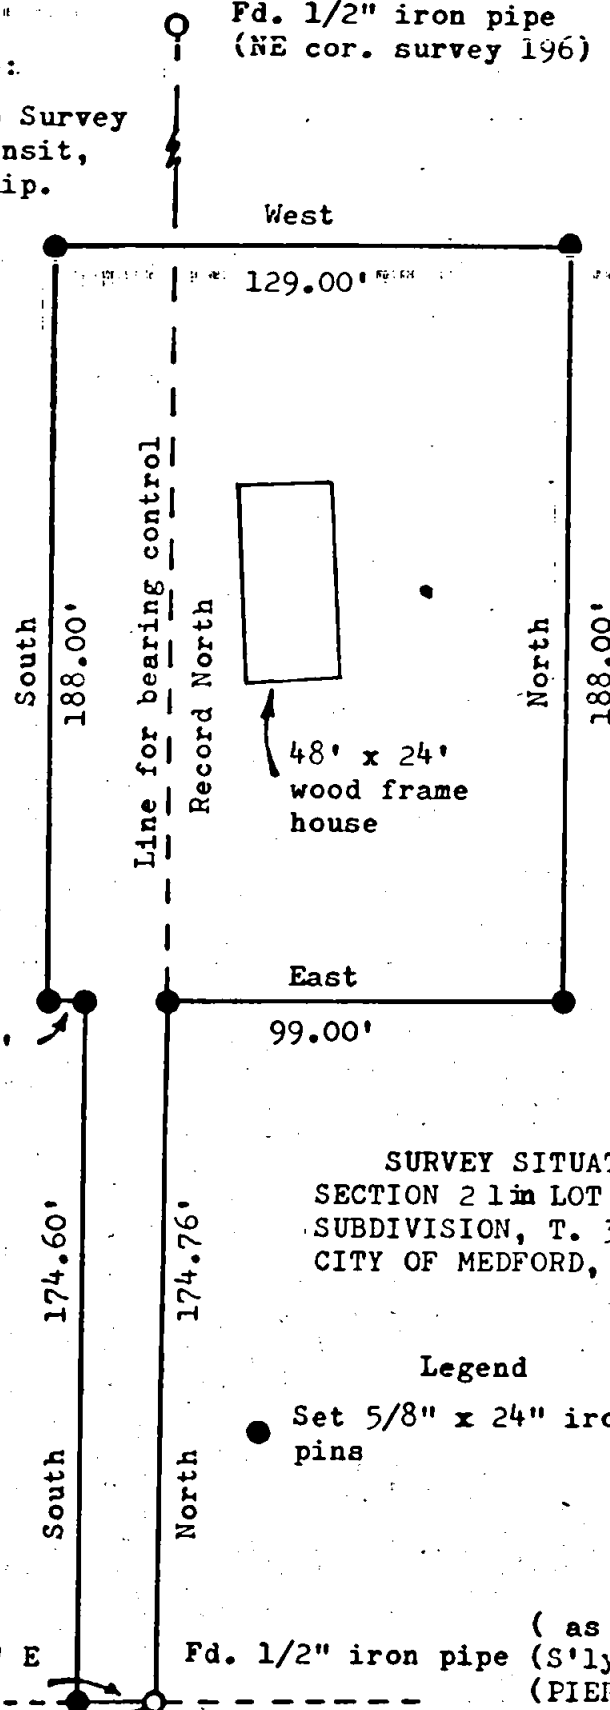 Fd. 1/2" iron pipe
(NE cor. survey 196)
:
Survey
nsit,
ip.
West
129.00'
Line for bearing control
Record North
South
188.00'
North
188.00'
48' x 24'
wood frame
house
East
99.00'
'
174.60'
174.76'
SURVEY SITUAT
SECTION 2 1in LOT
SUBDIVISION, T. 3
CITY OF MEDFORD,
Legend
Set 5/8" x 24" iro
pins
South
North
( as
' E
Fd. 1/2" iron pipe (S'ly
(PIER